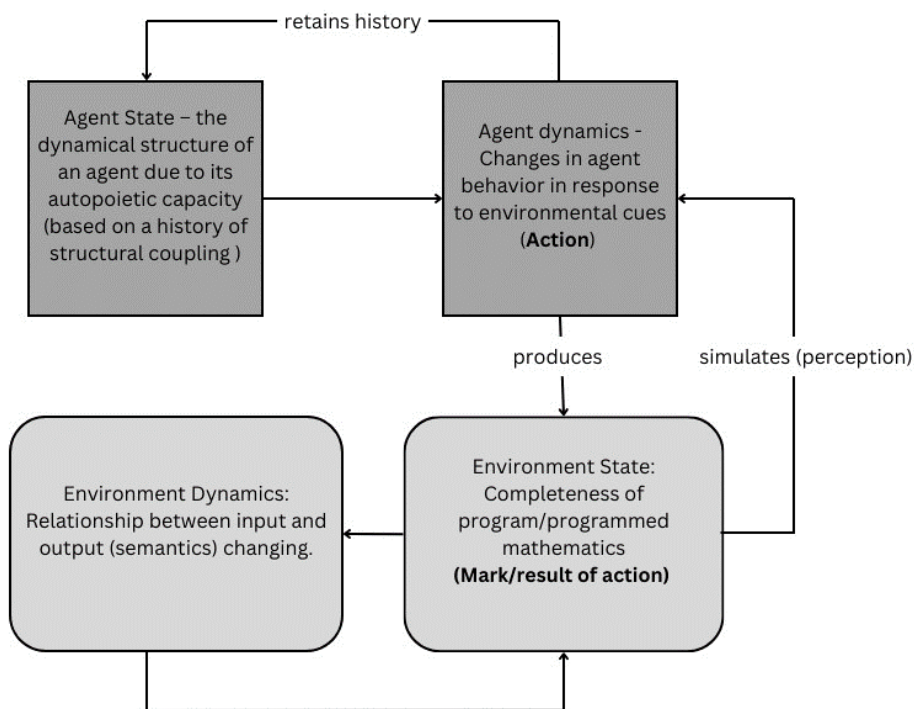 retains history
Agent State – the
dynamical structure of
an agent due to its
autopoietic capacity
(based on a history of
structural coupling )
Agent dynamics -
Changes in agent
behavior in response
to environmental cues
(Action)
produces
simulates (perception)
Environment Dynamics:
Relationship between input and
output (semantics) changing.
Environment State:
Completeness of
program/programmed
mathematics
(Mark/result of action)